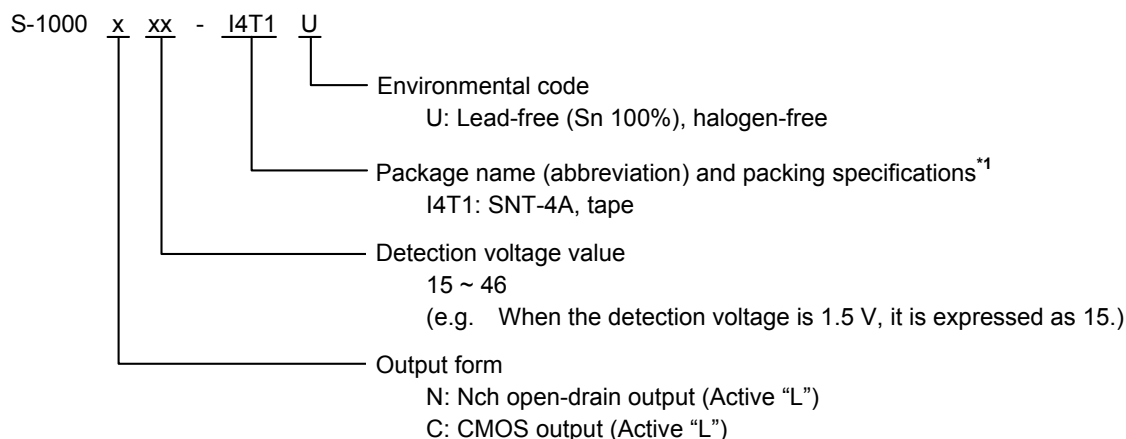 S-1000 x xx - I4T1 U
Environmental code
U: Lead-free (Sn 100%), halogen-free
Package name (abbreviation) and packing specifications*1
I4T1: SNT-4A, tape
Detection voltage value
15 ~ 46
(e.g. When the detection voltage is 1.5 V, it is expressed as 15.)
Output form
N: Nch open-drain output (Active “L”)
C: CMOS output (Active “L”)